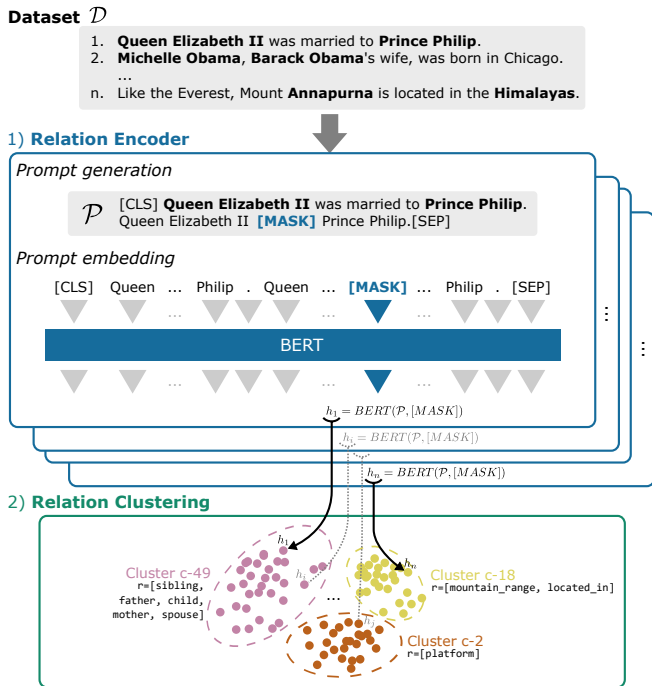 Dataset 𝒟
1. Queen Elizabeth II was married to Prince Philip.
2. Michelle Obama, Barack Obama's wife, was born in Chicago.
...
n. Like the Everest, Mount Annapurna is located in the Himalayas.
1) Relation Encoder
Prompt generation
𝒫 [CLS] Queen Elizabeth II was married to Prince Philip.
Queen Elizabeth II [MASK] Prince Philip.[SEP]
Prompt embedding
[CLS] Queen ... Philip . Queen ... [MASK] ... Philip . [SEP]
... ... ...
BERT
... ... ...
h₁ = BERT(𝒫, [MASK])
hᵢ = BERT(𝒫, [MASK])
hₙ = BERT(𝒫, [MASK])
2) Relation Clustering
h₁
hₙ
Cluster c-49
r=[sibling,
father, child,
mother, spouse]
hᵢ
...
Cluster c-18
r=[mountain_range, located_in]
hⱼ
Cluster c-2
r=[platform]